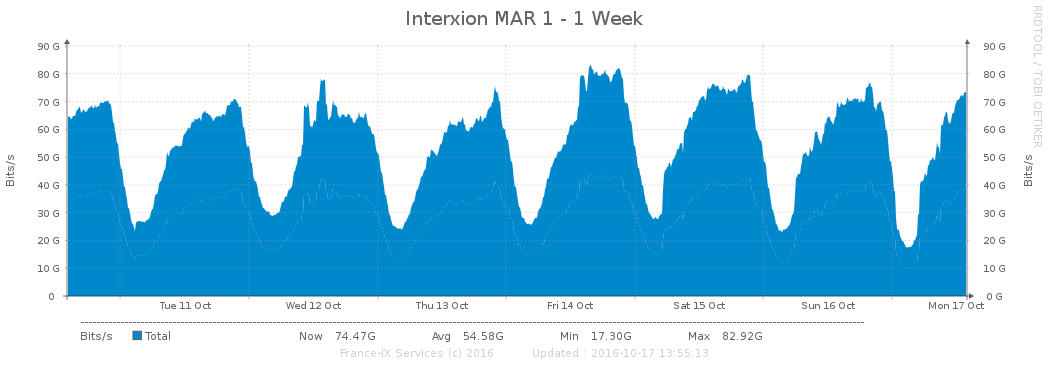 Interxion MAR 1 - 1 Week
RRDTOOL / TOBI OETIKER
90 G 90 G
80 G 80 G
70 G 70 G
60 G 60 G
50 G 50 G
40 G 40 G
30 G 30 G
20 G 20 G
10 G 10 G
0 0 G
Bits/s
Bits/s
Tue 11 Oct Wed 12 Oct Thu 13 Oct Fri 14 Oct Sat 15 Oct Sun 16 Oct Mon 17 Oct
Bits/s Total Now 74.47G Avg 54.58G Min 17.30G Max 82.92G
France-IX Services (c) 2016 Updated : 2016-10-17 13:55:13